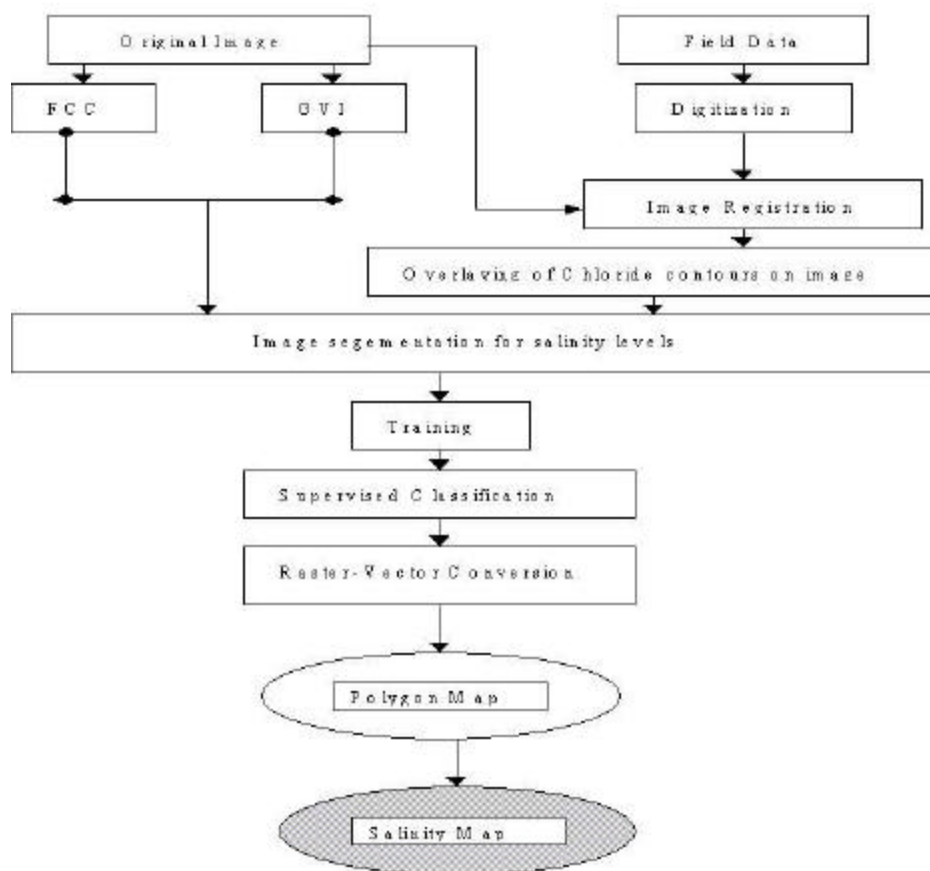 Original Image
Field Data
FCC
GVI
Digitization
Image Registration
Overlaving of Chloride contours on image
Image segementation for salinity levels
Training
Supervised Classification
Raster-Vector Conversion
Polygon Map
Salinity Map